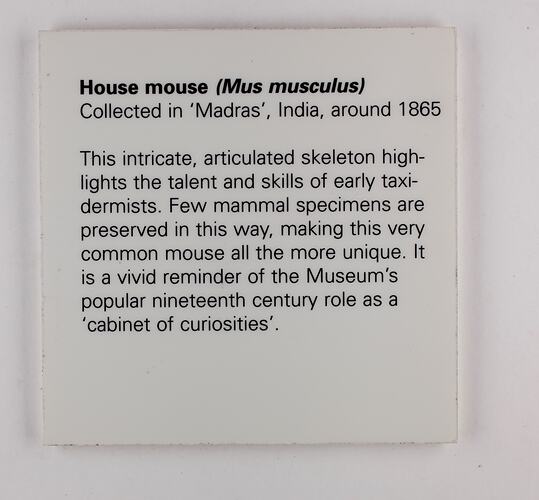 House mouse (Mus musculus)
Collected in ‘Madras’, India, around 1865
This intricate, articulated skeleton high-
lights the talent and skills of early taxi-
dermists. Few mammal specimens are
preserved in this way, making this very
common mouse all the more unique. It
is a vivid reminder of the Museum’s
popular nineteenth century role as a
‘cabinet of curiosities’.